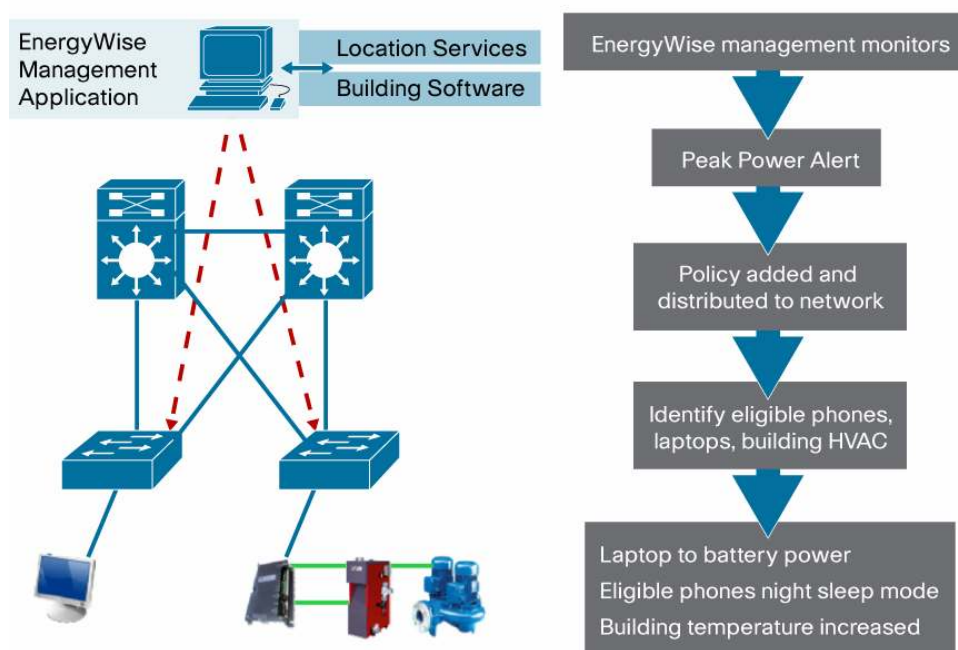 EnergyWise
Management
Application
Location Services
Building Software
EnergyWise management monitors
Peak Power Alert
Policy added and
distributed to network
Identify eligible phones,
laptops, building HVAC
Laptop to battery power
Eligible phones night sleep mode
Building temperature increased